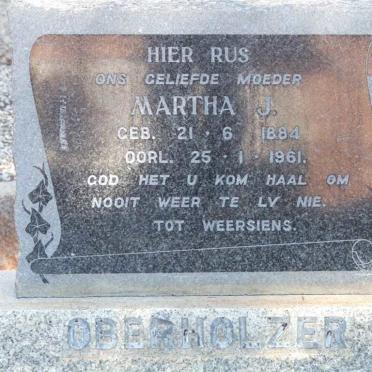 HIER RUS
ONS GELIEFDE MOEDER
MARTHA J.
GEB. 21 · 6 · 1884
OORL. 25 · 1 · 1961.
GOD HET U KOM HAAL OM
NOOIT WEER TE LY NIE.
TOT WEERSIENS.
OBERHOLZER